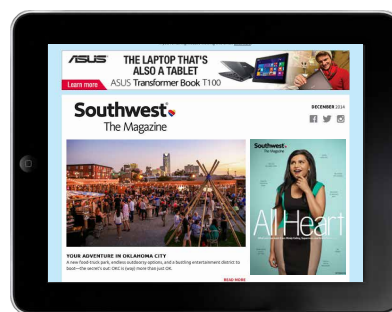 ASUS
THE LAPTOP THAT'S
ALSO A TABLET
Learn more
ASUS Transformer Book T100
Southwest
The Magazine
DECEMBER 2014
Southwest
The Magazine
All Heart
YOUR ADVENTURE IN OKLAHOMA CITY
A new food-truck park, endless outdoorsy options, and a bustling entertainment district to
boot—the secret's out: OKC is (way) more than just OK.
READ MORE